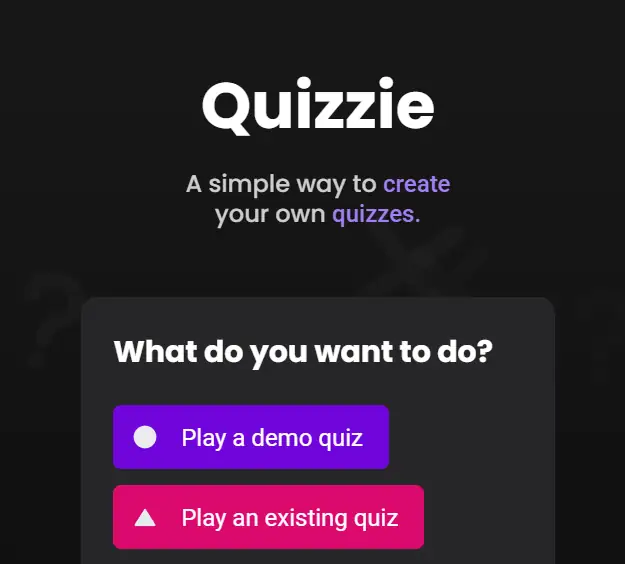 Quizzie
A simple way to create
your own quizzes.
What do you want to do?
Play a demo quiz
Play an existing quiz